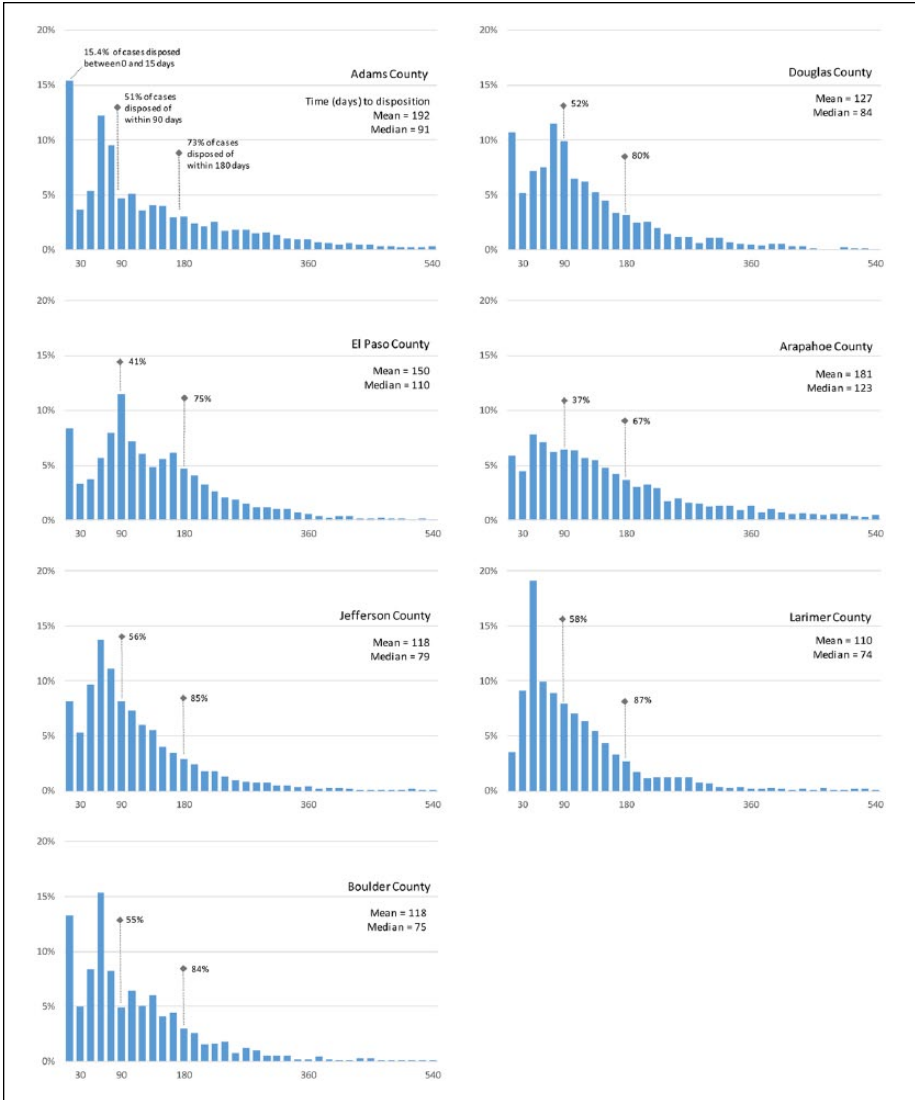 20%
15%
10%
5%
0%
15.4% of cases disposed
between 0 and 15 days
51% of cases
disposed of
within 90 days
73% of cases
disposed of
within 180 days
Adams County
Time (days) to disposition
Mean = 192
Median = 91
30 90 180 360 540
20%
15%
10%
5%
0%
Douglas County
Mean = 127
Median = 84
52%
80%
30 90 180 360 540
20%
15%
10%
5%
0%
El Paso County
Mean = 150
Median = 110
41%
75%
30 90 180 360 540
20%
15%
10%
5%
0%
Arapahoe County
Mean = 181
Median = 123
37%
67%
30 90 180 360 540
20%
15%
10%
5%
0%
Jefferson County
Mean = 118
Median = 79
56%
85%
30 90 180 360 540
20%
15%
10%
5%
0%
Larimer County
Mean = 110
Median = 74
58%
87%
30 90 180 360 540
20%
15%
10%
5%
0%
Boulder County
Mean = 118
Median = 75
55%
84%
30 90 180 360 540